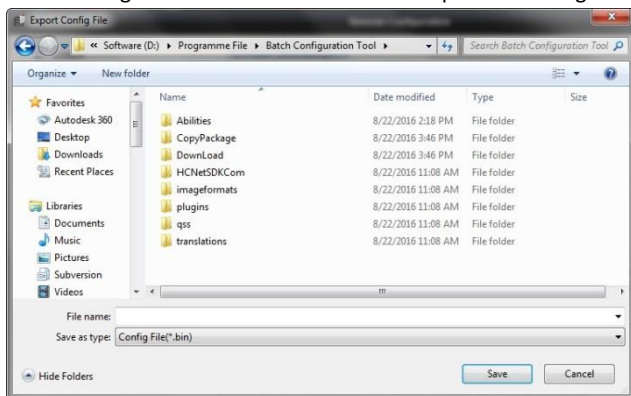 Export Config File
« Software (D:) ▸ Programme File ▸ Batch Configuration Tool ▸
Search Batch Configuration Tool
Organize
New folder
Name
Date modified
Type
Size
Favorites
Autodesk 360
Desktop
Downloads
Recent Places
Libraries
Documents
Music
Pictures
Subversion
Videos
Abilities 8/22/2016 2:18 PM File folder
CopyPackage 8/22/2016 3:46 PM File folder
DownLoad 8/22/2016 3:46 PM File folder
HCNetSDKCom 8/22/2016 11:08 AM File folder
imageformats 8/22/2016 11:08 AM File folder
plugins 8/22/2016 11:08 AM File folder
qss 8/22/2016 11:08 AM File folder
translations 8/22/2016 11:08 AM File folder
File name:
Save as type: Config File(*.bin)
Hide Folders
Save
Cancel